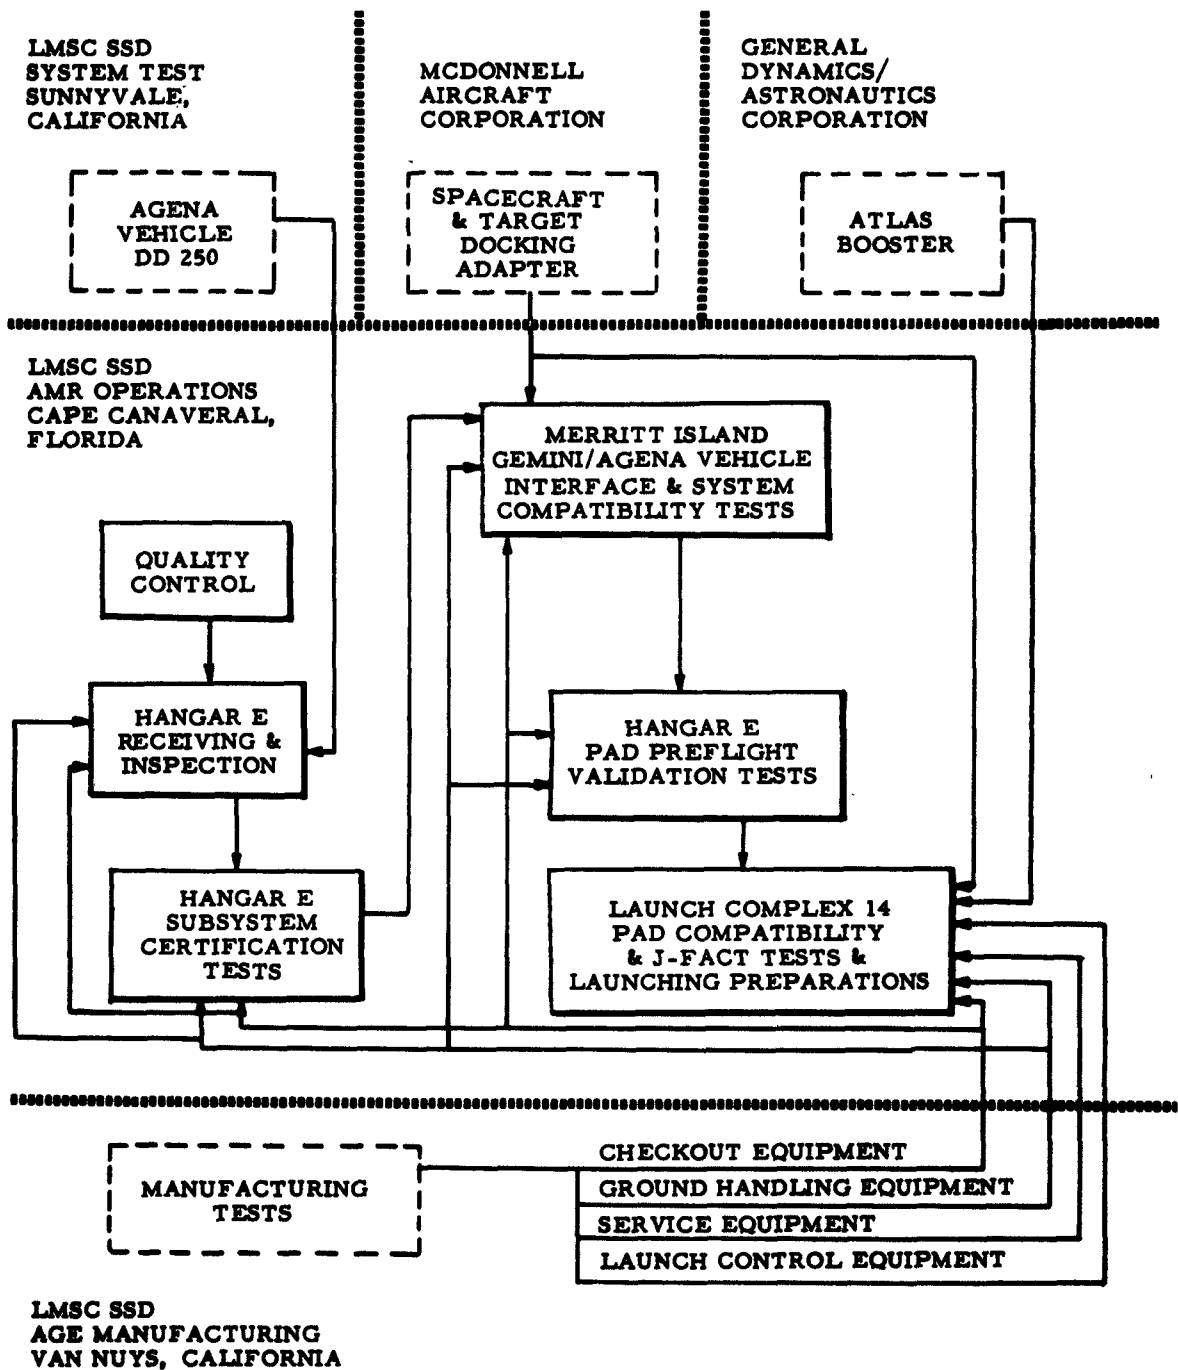 LMSC SSD
SYSTEM TEST
SUNNYVALE,
CALIFORNIA
MCDONNELL
AIRCRAFT
CORPORATION
GENERAL
DYNAMICS/
ASTRONAUTICS
CORPORATION
AGENA
VEHICLE
DD 250
SPACECRAFT
& TARGET
DOCKING
ADAPTER
ATLAS
BOOSTER
LMSC SSD
AMR OPERATIONS
CAPE CANAVERAL,
FLORIDA
MERRITT ISLAND
GEMINI/AGENA VEHICLE
INTERFACE & SYSTEM
COMPATIBILITY TESTS
QUALITY
CONTROL
HANGAR E
RECEIVING &
INSPECTION
HANGAR E
PAD PREFLIGHT
VALIDATION TESTS
HANGAR E
SUBSYSTEM
CERTIFICATION
TESTS
LAUNCH COMPLEX 14
PAD COMPATIBILITY
& J-FACT TESTS &
LAUNCHING PREPARATIONS
MANUFACTURING
TESTS
CHECKOUT EQUIPMENT
GROUND HANDLING EQUIPMENT
SERVICE EQUIPMENT
LAUNCH CONTROL EQUIPMENT
LMSC SSD
AGE MANUFACTURING
VAN NUYS, CALIFORNIA